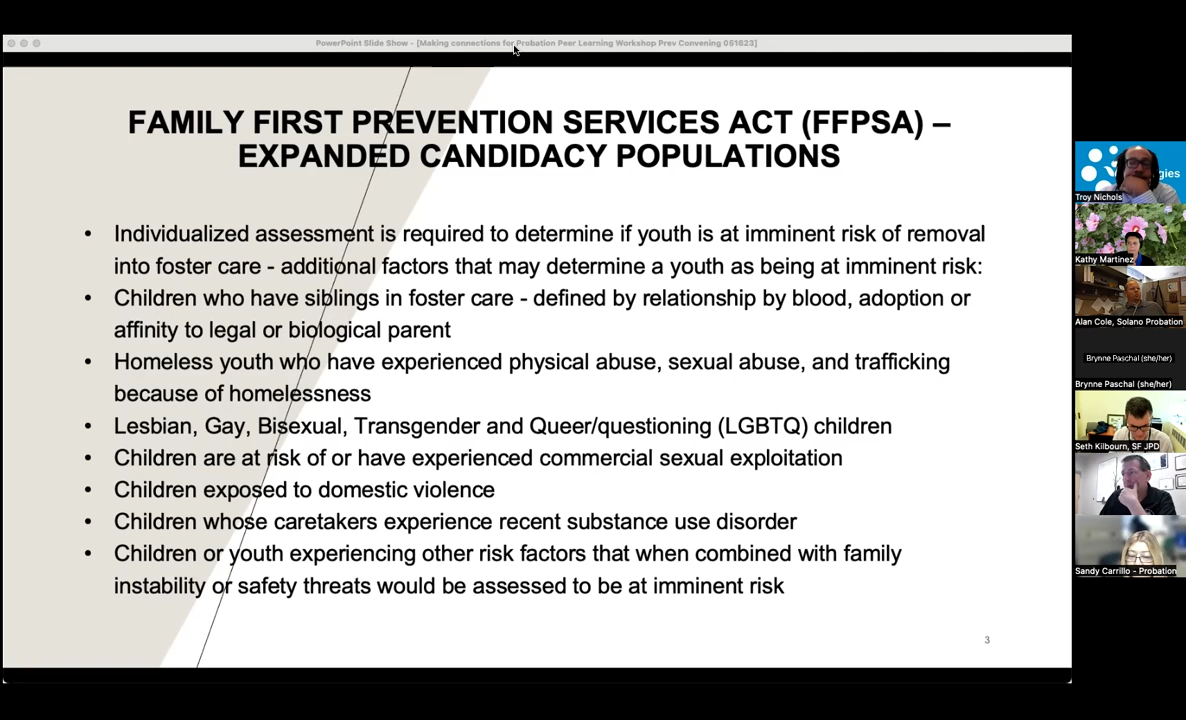 PowerPoint Slide Show - [Making connections for Probation Peer Learning Workshop Prev Convening 051623]
FAMILY FIRST PREVENTION SERVICES ACT (FFPSA) –
EXPANDED CANDIDACY POPULATIONS
• Individualized assessment is required to determine if youth is at imminent risk of removal
into foster care - additional factors that may determine a youth as being at imminent risk:
• Children who have siblings in foster care - defined by relationship by blood, adoption or
affinity to legal or biological parent
• Homeless youth who have experienced physical abuse, sexual abuse, and trafficking
because of homelessness
• Lesbian, Gay, Bisexual, Transgender and Queer/questioning (LGBTQ) children
• Children are at risk of or have experienced commercial sexual exploitation
• Children exposed to domestic violence
• Children whose caretakers experience recent substance use disorder
• Children or youth experiencing other risk factors that when combined with family
instability or safety threats would be assessed to be at imminent risk
3
gies
Troy Nichols
Kathy Martinez
Alan Cole, Solano Probation
Brynne Paschal (she/her)
Brynne Paschal (she/her)
Seth Kilbourn, SF JPD
Sandy Carrillo - Probation